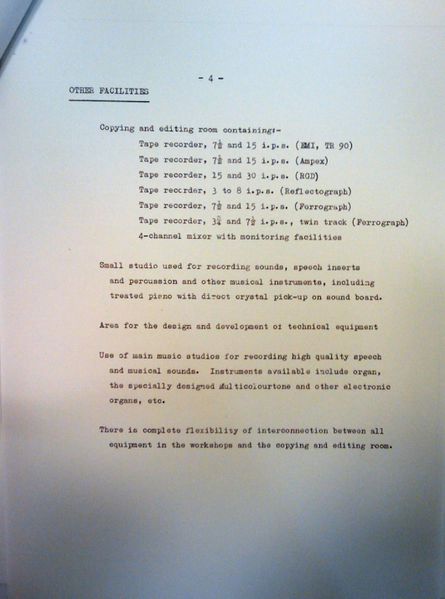 - 4 -
OTHER FACILITIES
Copying and editing room containing:-
Tape recorder, 7½ and 15 i.p.s. (EMI, TR 90)
Tape recorder, 7½ and 15 i.p.s. (Ampex)
Tape recorder, 15 and 30 i.p.s. (RGD)
Tape recorder, 3 to 8 i.p.s. (Reflectograph)
Tape recorder, 7½ and 15 i.p.s. (Ferrograph)
Tape recorder, 3¾ and 7½ i.p.s., twin track (Ferrograph)
4-channel mixer with monitoring facilities
Small studio used for recording sounds, speech inserts
and percussion and other musical instruments, including
treated piano with direct crystal pick-up on sound board.
Area for the design and development of technical equipment
Use of main music studios for recording high quality speech
and musical sounds. Instruments available include organ,
the specially designed Multicolourtone and other electronic
organs, etc.
There is complete flexibility of interconnection between all
equipment in the workshops and the copying and editing room.